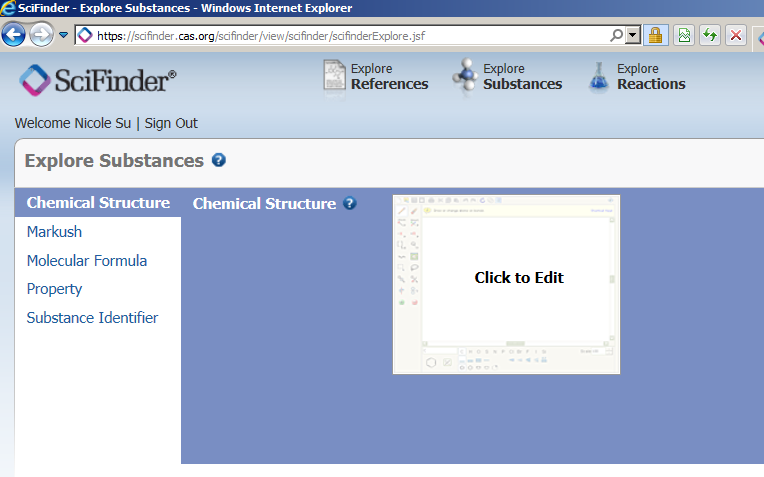 SciFinder - Explore Substances - Windows Internet Explorer
https://scifinder.cas.org/scifinder/view/scifinder/scifinderExplore.jsf
SciFinder®
Explore References
Explore Substances
Explore Reactions
Welcome Nicole Su | Sign Out
Explore Substances ?
Chemical Structure
Markush
Molecular Formula
Property
Substance Identifier
Chemical Structure ?
Click to Edit